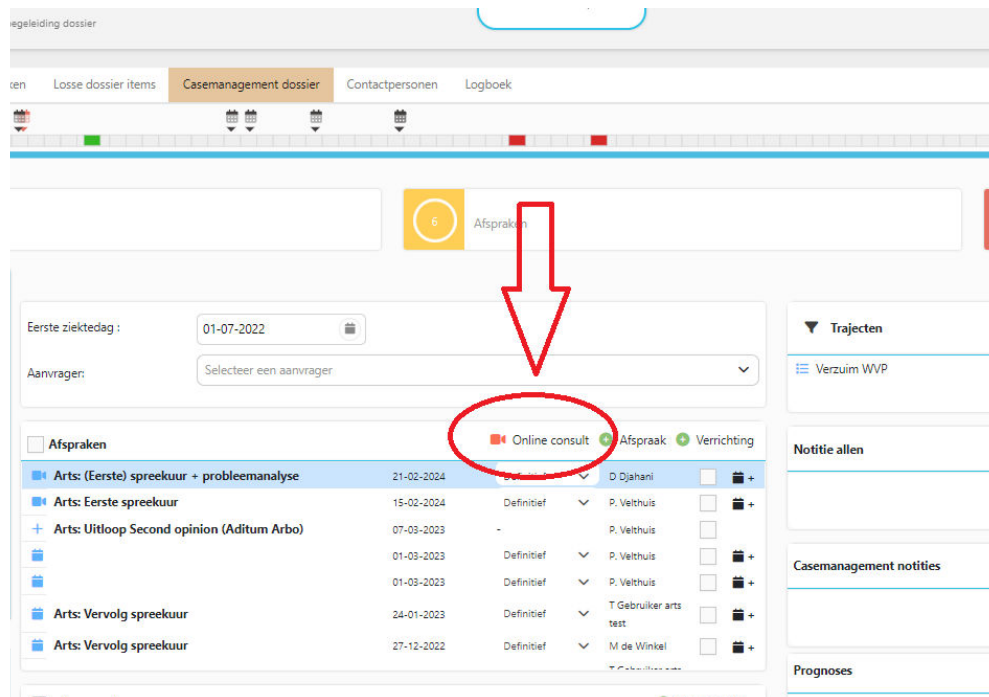 egeleiding dossier
ken Losse dossier items Casemanagement dossier Contactpersonen Logboek
6 Afspraken
Eerste ziektedag : 01-07-2022
Aanvrager: Selecteer een aanvrager
Trajecten
Verzuim WVP
Afspraken Online consult Afspraak Verrichting
Arts: (Eerste) spreekuur + probleemanalyse 21-02-2024 Definitief D Djahani +
Arts: Eerste spreekuur 15-02-2024 Definitief P. Velthuis +
Arts: Uitloop Second opinion (Aditum Arbo) 07-03-2023 - P. Velthuis
01-03-2023 Definitief P. Velthuis +
01-03-2023 Definitief P. Velthuis +
Arts: Vervolg spreekuur 24-01-2023 Definitief T Gebruiker arts test +
Arts: Vervolg spreekuur 27-12-2022 Definitief M de Winkel +
Notitie allen
Casemanagement notities
Prognoses